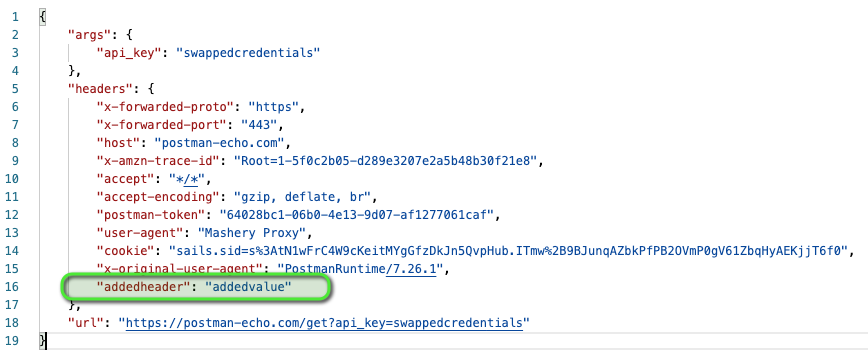 1 {
2 "args": {
3 "api_key": "swappedcredentials"
4 },
5 "headers": {
6 "x-forwarded-proto": "https",
7 "x-forwarded-port": "443",
8 "host": "postman-echo.com",
9 "x-amzn-trace-id": "Root=1-5f0c2b05-d289e3207e2a5b48b30f21e8",
10 "accept": "*/*",
11 "accept-encoding": "gzip, deflate, br",
12 "postman-token": "64028bc1-06b0-4e13-9d07-af1277061caf",
13 "user-agent": "Mashery Proxy",
14 "cookie": "sails.sid=s%3AtN1wFrC4W9cKeitMYgGfzDkJn5QvpHub.ITmw%2B9BJunqAZbkPfPB2OVmP0gV61ZbqHyAEKjjT6f0",
15 "x-original-user-agent": "PostmanRuntime/7.26.1",
16 "addedheader": "addedvalue"
17 },
18 "url": "https://postman-echo.com/get?api_key=swappedcredentials"
19 }